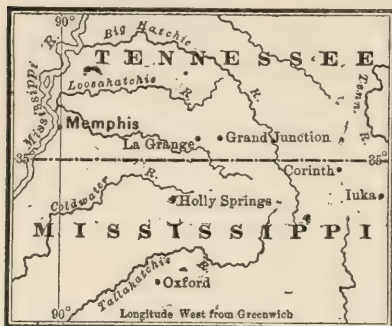 90°
Big Hatchie R.
TENNESSEE
Mississippi R.
Loosahatchie R.
Tenn. R.
Memphis
La Grange
Grand Junction
35°
35°
Corinth
Coldwater R.
Holly Springs
Iuka
MISSISSIPPI
Tallahatchie R.
Oxford
90°
Longitude West from Greenwich